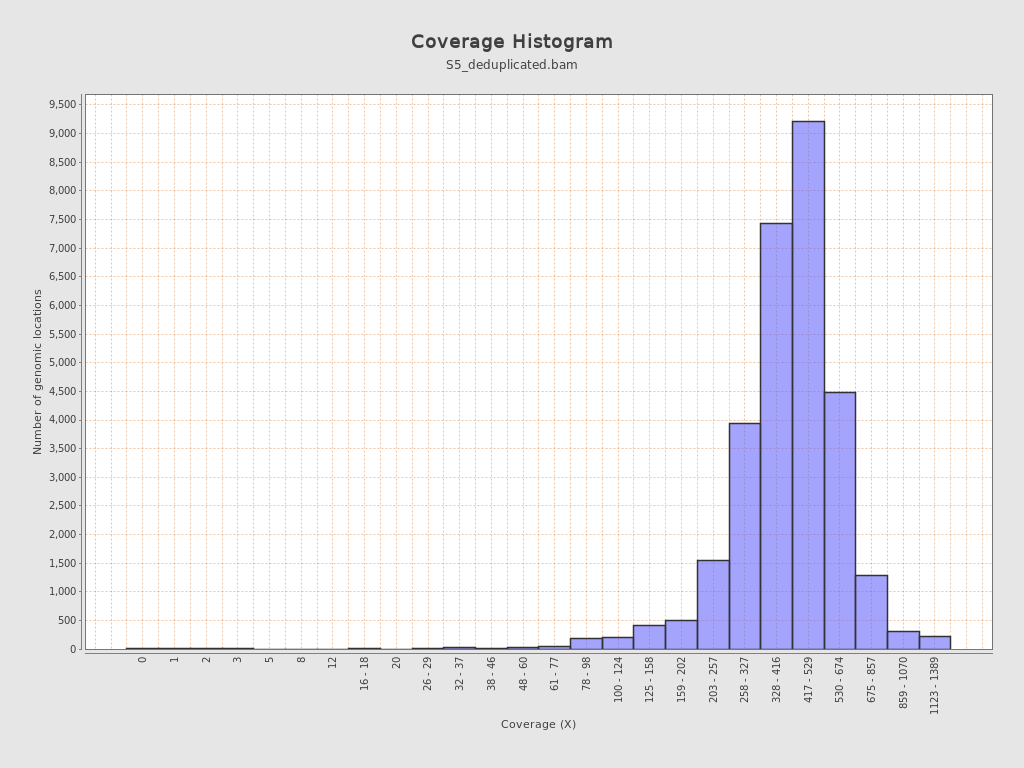 Coverage Histogram
S5_deduplicated.bam
Number of genomic locations
9,500
9,000
8,500
8,000
7,500
7,000
6,500
6,000
5,500
5,000
4,500
4,000
3,500
3,000
2,500
2,000
1,500
1,000
500
0
0
1
2
3
5
8
12
16 - 18
20
26 - 29
32 - 37
38 - 46
48 - 60
61 - 77
78 - 98
100 - 124
125 - 158
159 - 202
203 - 257
258 - 327
328 - 416
417 - 529
530 - 674
675 - 857
859 - 1070
1123 - 1389
Coverage (X)